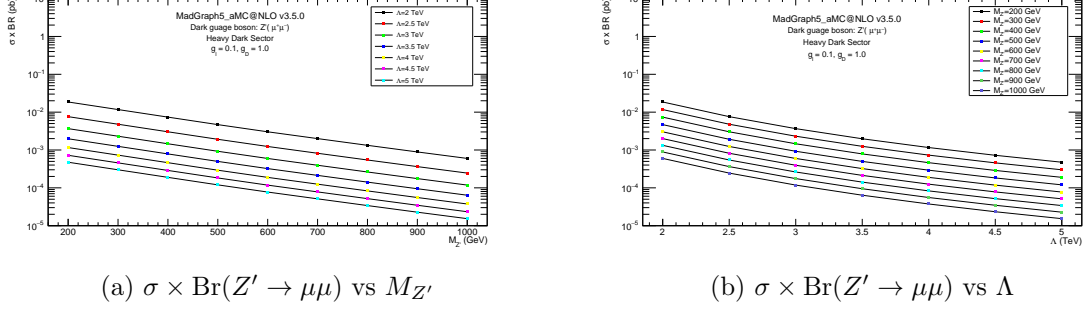 σ x BR (pb)
MadGraph5_aMC@NLO v3.5.0
Dark guage boson: Z'( μ⁺μ⁻)
Heavy Dark Sector
g_l = 0.1, g_D = 1.0
Λ=2 TeV
Λ=2.5 TeV
Λ=3 TeV
Λ=3.5 TeV
Λ=4 TeV
Λ=4.5 TeV
Λ=5 TeV
1
10⁻¹
10⁻²
10⁻³
10⁻⁴
10⁻⁵
200 300 400 500 600 700 800 900 1000
M_Z' (GeV)
(a) σ × Br(Z′ → μμ) vs M_Z′
σ x BR (pb)
MadGraph5_aMC@NLO v3.5.0
Dark guage boson: Z'( μ⁺μ⁻)
Heavy Dark Sector
g_l = 0.1, g_D = 1.0
M_Z'=200 GeV
M_Z'=300 GeV
M_Z'=400 GeV
M_Z'=500 GeV
M_Z'=600 GeV
M_Z'=700 GeV
M_Z'=800 GeV
M_Z'=900 GeV
M_Z'=1000 GeV
1
10⁻¹
10⁻²
10⁻³
10⁻⁴
10⁻⁵
2 2.5 3 3.5 4 4.5 5
Λ (TeV)
(b) σ × Br(Z′ → μμ) vs Λ